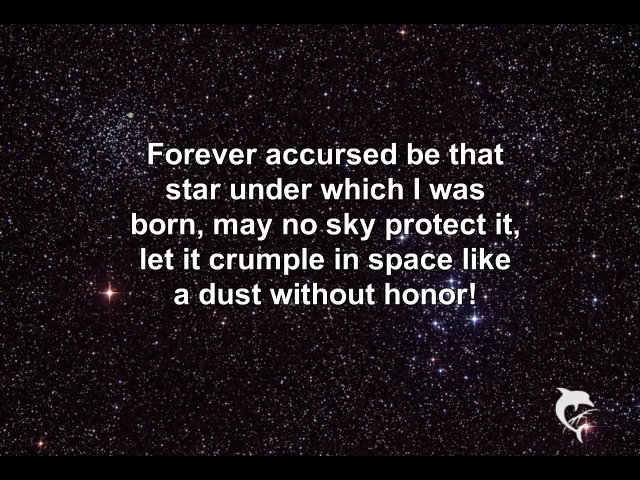 Forever accursed be that
star under which I was
born, may no sky protect it,
let it crumple in space like
a dust without honor!